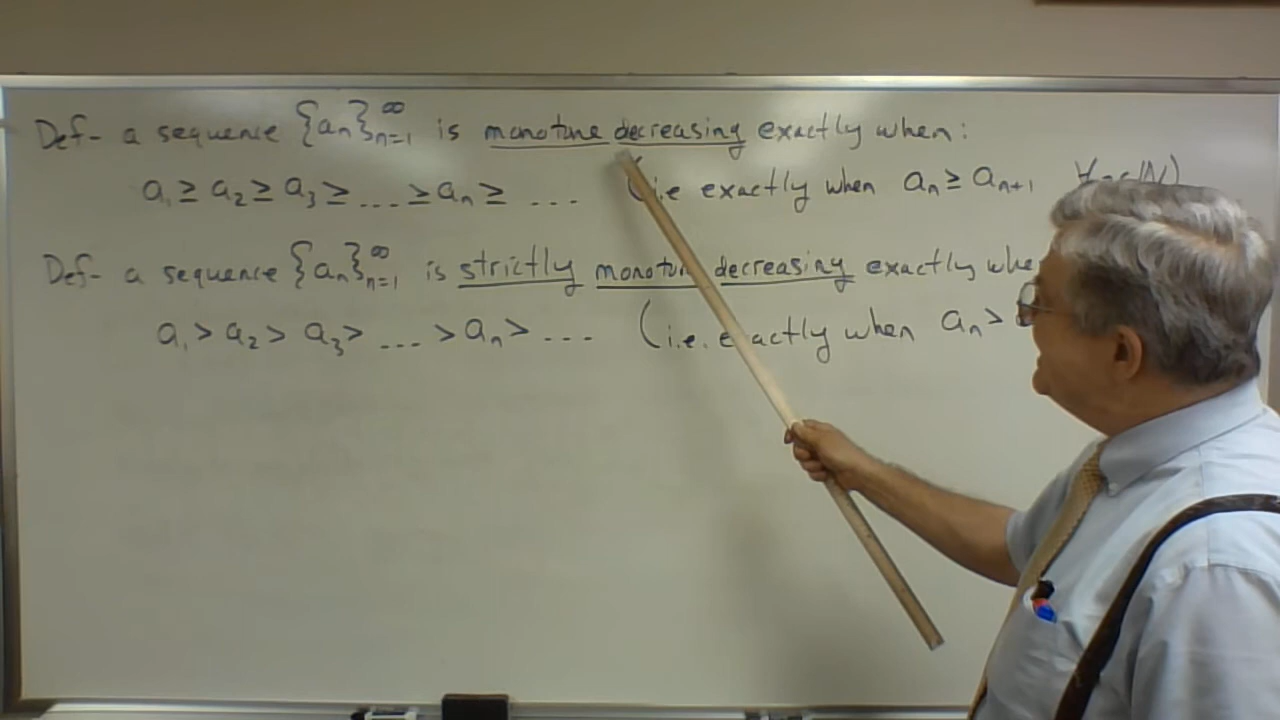 Def- a sequence {aₙ}ₙ₌₁^∞ is monotone decreasing exactly when:
a₁ ≥ a₂ ≥ a₃ ≥ ... ≥ aₙ ≥ ... (i.e exactly when aₙ ≥ aₙ₊₁
Def- a sequence {aₙ}ₙ₌₁^∞ is strictly monotone decreasing exactly
a₁ > a₂ > a₃ > ... > aₙ > ... (i.e. exactly when aₙ >